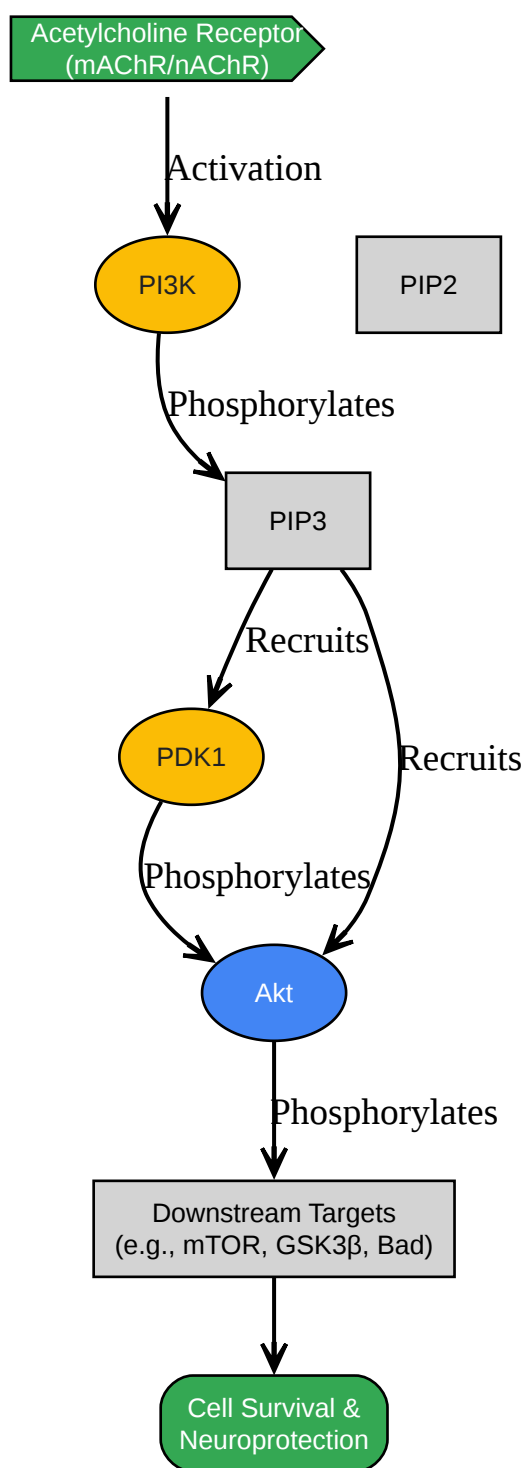 Acetylcholine Receptor
(mAChR/nAChR)
Activation
PI3K
PIP2
Phosphorylates
PIP3
Recruits
PDK1
Recruits
Phosphorylates
Akt
Phosphorylates
Downstream Targets
(e.g., mTOR, GSK3β, Bad)
Cell Survival &
Neuroprotection